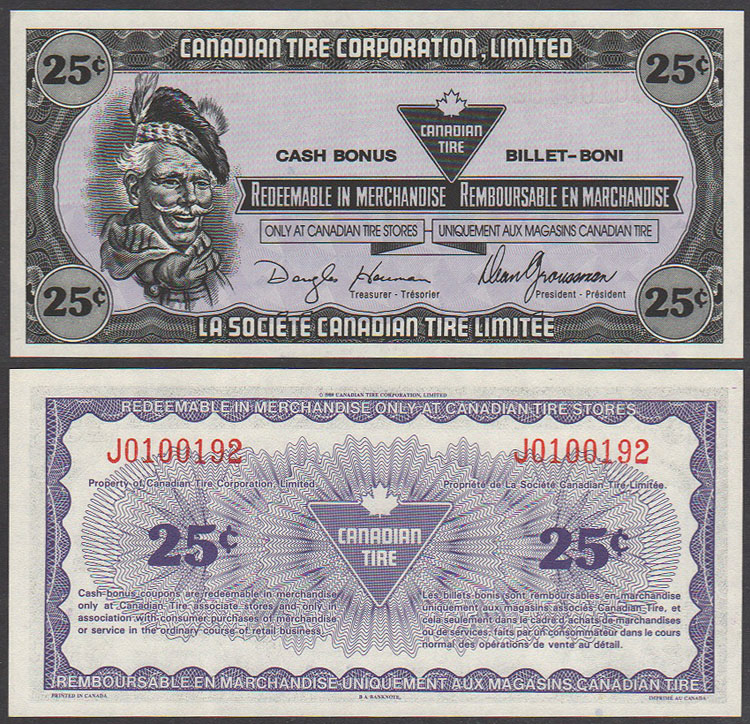 CANADIAN TIRE CORPORATION, LIMITED
25¢ 25¢
CANADIAN
TIRE
CASH BONUS BILLET-BONI
REDEEMABLE IN MERCHANDISE REMBOURSABLE EN MARCHANDISE
ONLY AT CANADIAN TIRE STORES UNIQUEMENT AUX MAGASINS CANADIAN TIRE
Treasurer - Trésorier President - Président
25¢ 25¢
LA SOCIÉTÉ CANADIAN TIRE LIMITÉE
CANADIAN TIRE CORPORATION, LIMITED
REDEEMABLE IN MERCHANDISE ONLY AT CANADIAN TIRE STORES
J0100192 J0100192
Property of Canadian Tire Corporation, Limited. Propriété de La Société Canadian Tire Limitée.
25¢ CANADIAN 25¢
TIRE
Cash bonus coupons are redeemable in merchandise
only at Canadian Tire associate stores and only in
association with consumer purchases of merchandise
or service in the ordinary course of retail business.
Les billets bonis sont remboursables en marchandise
uniquement aux magasins associés Canadian Tire, et
cela seulement dans le cadre d'achats de marchandises
ou de services, faits par un consommateur dans le cours
normal des opérations de vente au détail.
REMBOURSABLE EN MARCHANDISE UNIQUEMENT AUX MAGASINS CANADIAN TIRE
PRINTED IN CANADA B A BANKNOTE IMPRIMÉ AU CANADA